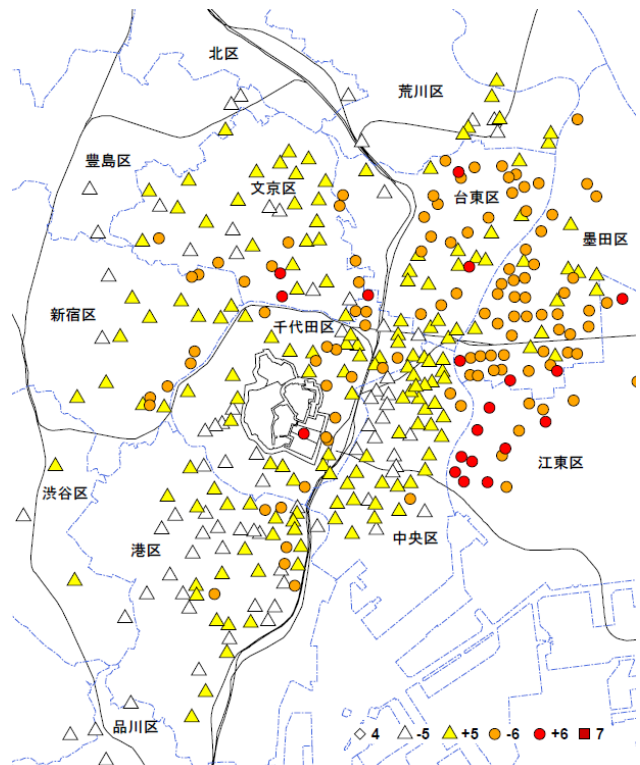 北区
荒川区
豊島区
文京区
台東区
墨田区
新宿区
千代田区
江東区
渋谷区
港区
中央区
品川区
4 -5 +5 -6 +6 7